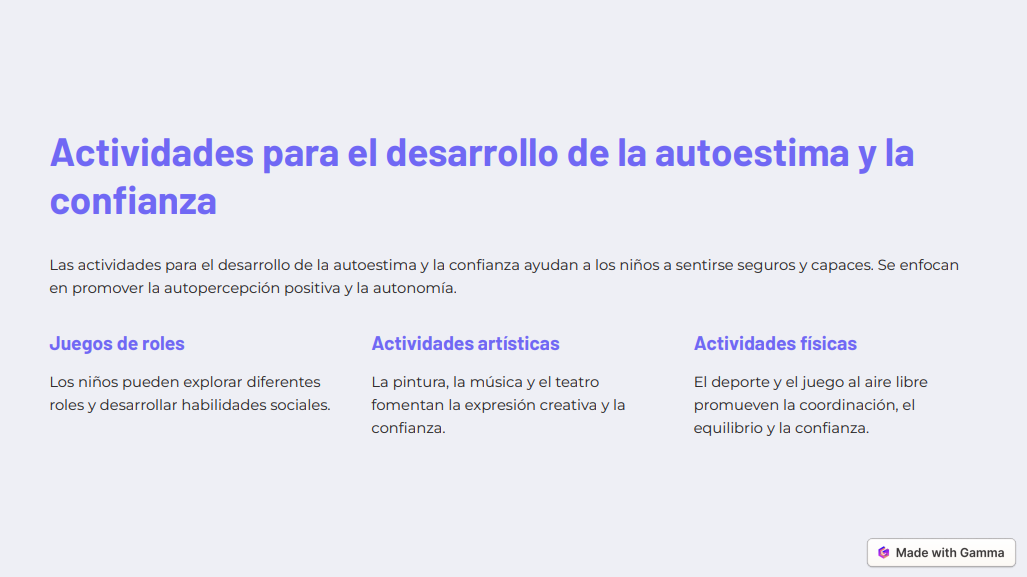 Actividades para el desarrollo de la autoestima y la
confianza
Las actividades para el desarrollo de la autoestima y la confianza ayudan a los niños a sentirse seguros y capaces. Se enfocan
en promover la autopercepción positiva y la autonomía.
Juegos de roles
Los niños pueden explorar diferentes
roles y desarrollar habilidades sociales.
Actividades artísticas
La pintura, la música y el teatro
fomentan la expresión creativa y la
confianza.
Actividades físicas
El deporte y el juego al aire libre
promueven la coordinación, el
equilibrio y la confianza.
Made with Gamma